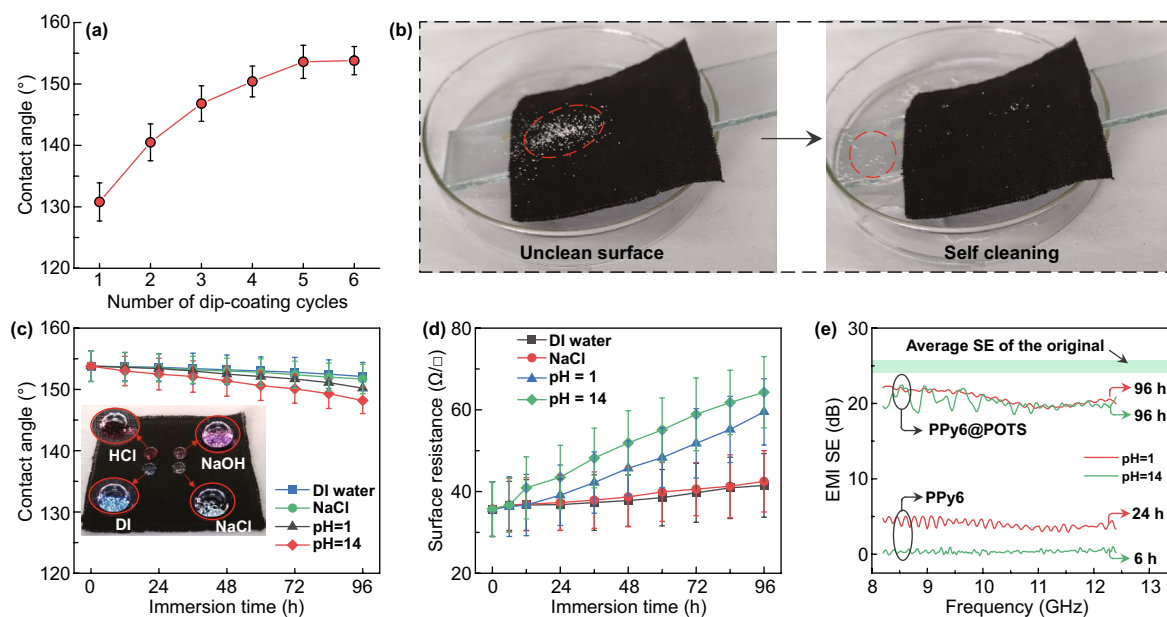 (a)
160
150
140
130
120
Contact angle (°)
1 2 3 4 5 6
Number of dip-coating cycles
(b)
Unclean surface
Self cleaning
(c)
160
155
150
145
140
135
130
Contact angle (°)
HCl
NaOH
DI
NaCl
DI water
NaCl
pH=1
pH=14
0 24 48 72 96
Immersion time (h)
(d)
80
60
40
20
Surface resistance (Ω/□)
DI water
NaCl
pH = 1
pH = 14
0 24 48 72 96
Immersion time (h)
(e)
30
20
10
0
EMI SE (dB)
Average SE of the original
96 h
96 h
PPy6@POTS
pH=1
pH=14
PPy6
24 h
6 h
8 9 10 11 12 13
Frequency (GHz)